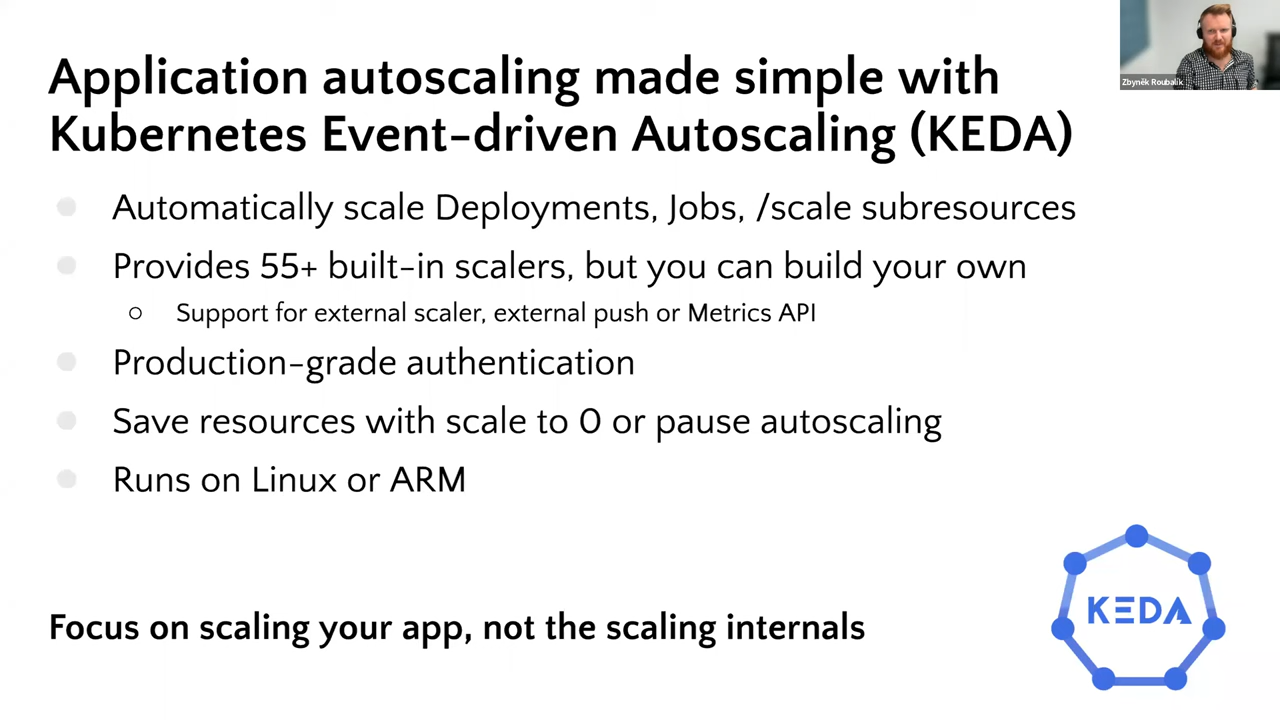 Application autoscaling made simple with
Kubernetes Event-driven Autoscaling (KEDA)
Automatically scale Deployments, Jobs, /scale subresources
Provides 55+ built-in scalers, but you can build your own
Support for external scaler, external push or Metrics API
Production-grade authentication
Save resources with scale to 0 or pause autoscaling
Runs on Linux or ARM
Focus on scaling your app, not the scaling internals
KEDA
Zbyněk Roubalík